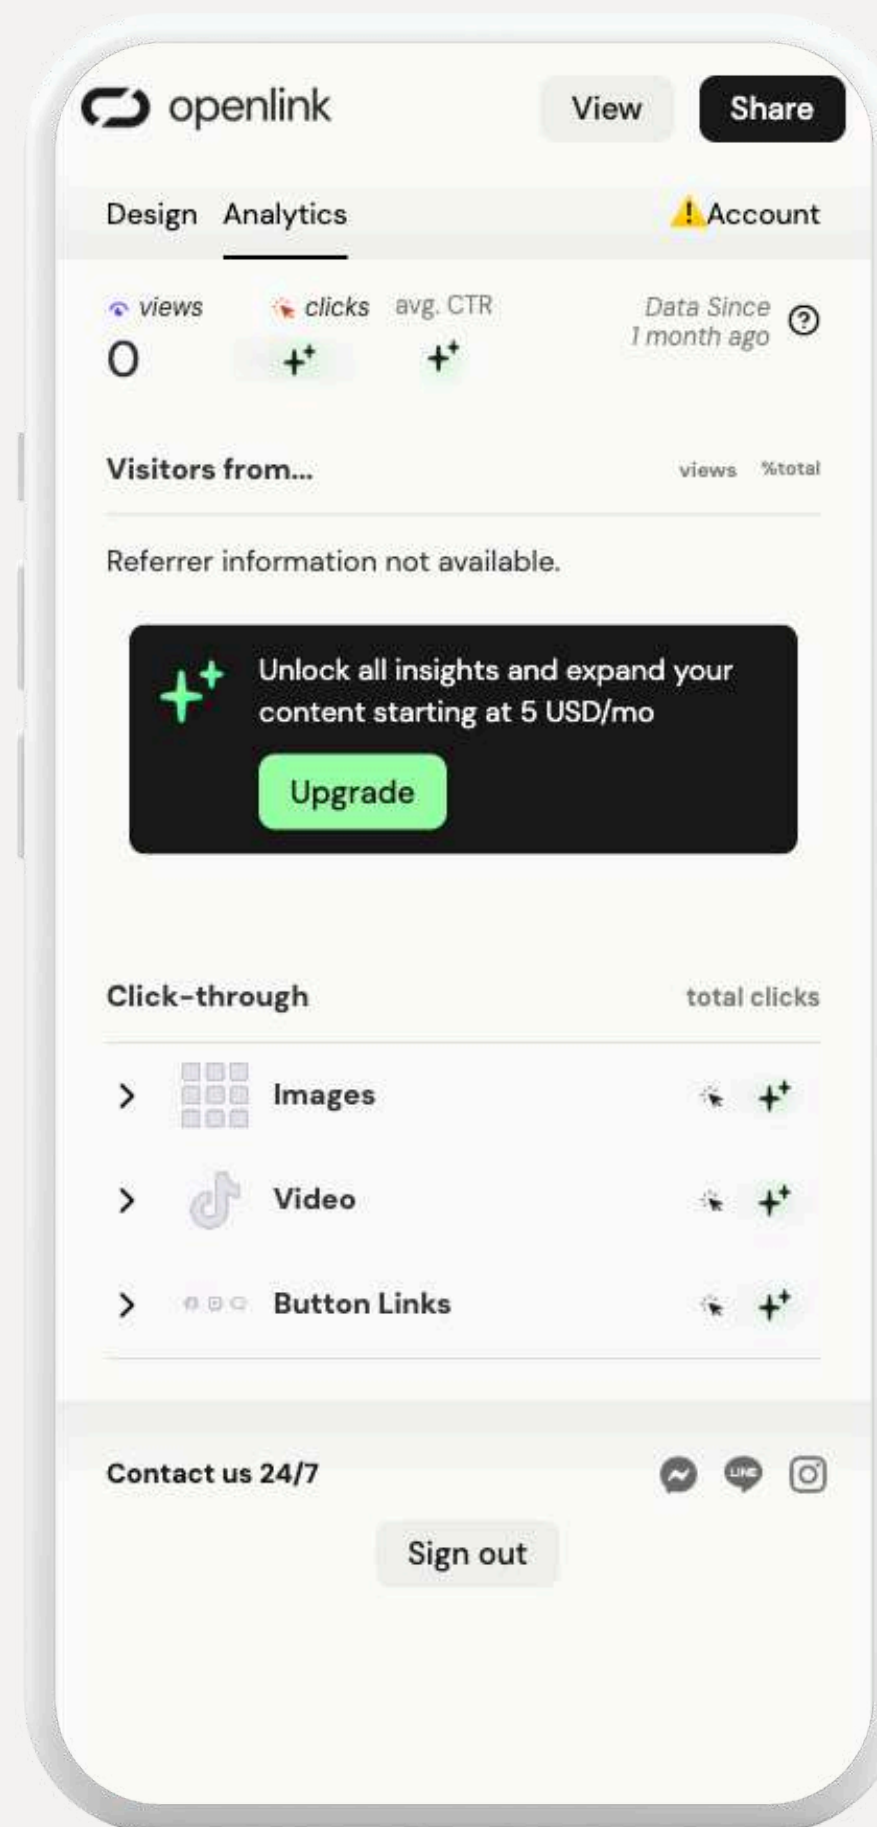 openlink
View
Share
Design
Analytics
⚠️Account
views
clicks
avg. CTR
Data Since
1 month ago
0
Visitors from...
views
%total
Referrer information not available.
Unlock all insights and expand your
content starting at 5 USD/mo
Upgrade
Click-through
total clicks
Images
Video
Button Links
Contact us 24/7
LINE
Sign out